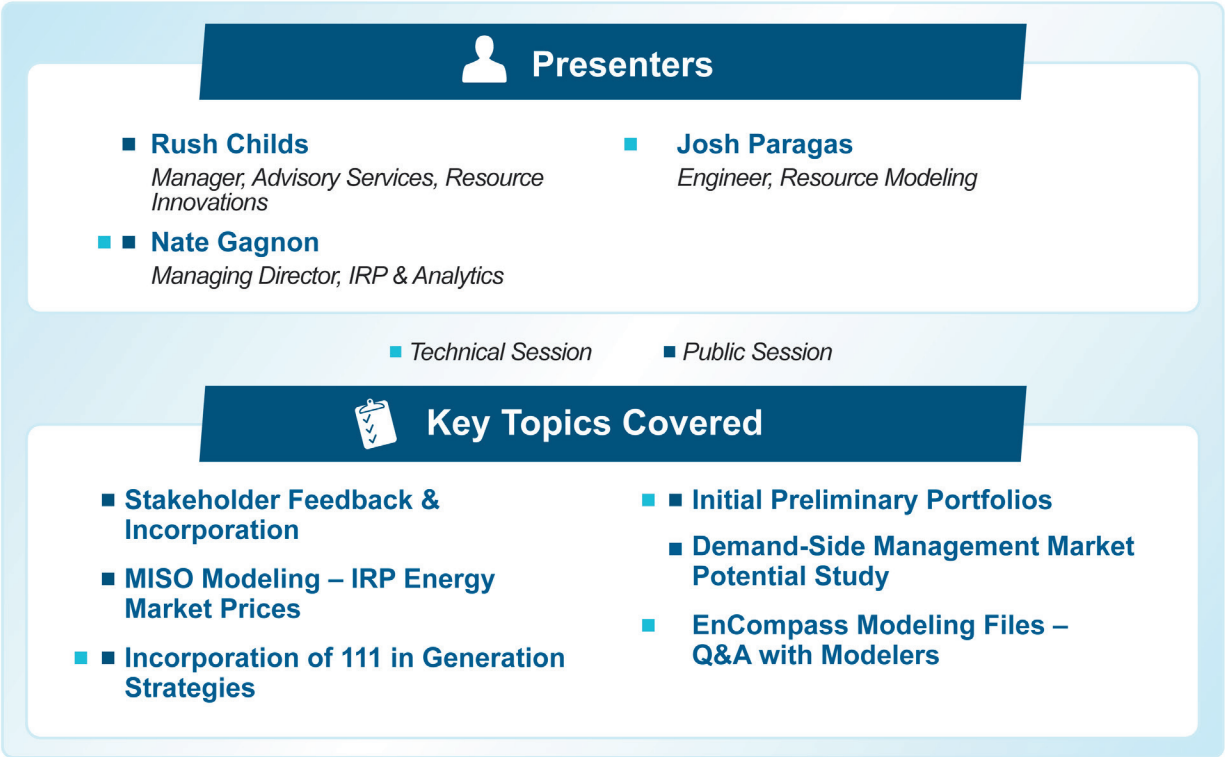 Presenters
Rush Childs
Manager, Advisory Services, Resource
Innovations
Nate Gagnon
Managing Director, IRP & Analytics
Josh Paragas
Engineer, Resource Modeling
Technical Session
Public Session
Key Topics Covered
Stakeholder Feedback &
Incorporation
MISO Modeling – IRP Energy
Market Prices
Incorporation of 111 in Generation
Strategies
Initial Preliminary Portfolios
Demand-Side Management Market
Potential Study
EnCompass Modeling Files –
Q&A with Modelers